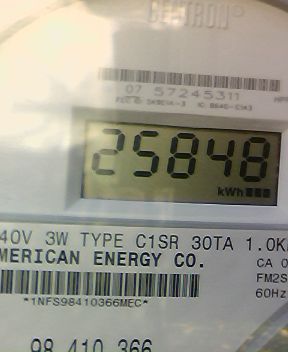 CENTRON®
07 57245311
25848
kWh
40V 3W TYPE C1SR 30TA 1.0K
MERICAN ENERGY CO.
CA 0
FM2S
60Hz
*1NFS98410366MEC*
98 410 366